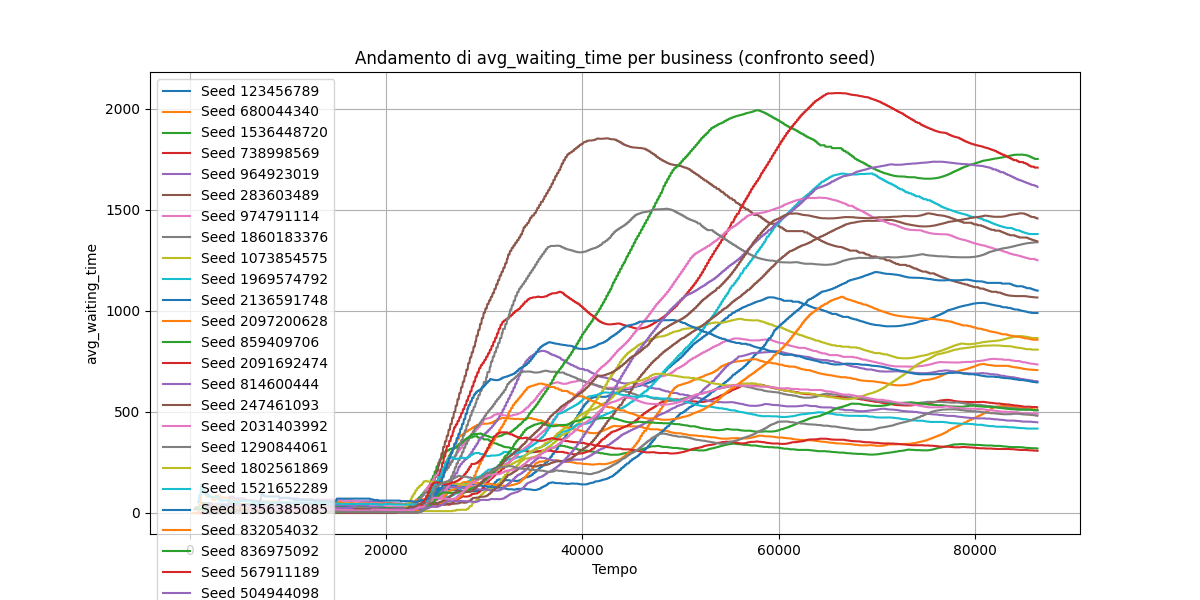 Andamento di avg_waiting_time per business (confronto seed)
avg_waiting_time
2000
1500
1000
500
0
Seed 123456789
Seed 680044340
Seed 1536448720
Seed 738998569
Seed 964923019
Seed 283603489
Seed 974791114
Seed 1860183376
Seed 1073854575
Seed 1969574792
Seed 2136591748
Seed 2097200628
Seed 859409706
Seed 2091692474
Seed 814600444
Seed 247461093
Seed 2031403992
Seed 1290844061
Seed 1802561869
Seed 1521652289
Seed 1356385085
Seed 832054032
Seed 836975092
Seed 567911189
Seed 504944098
0
20000
40000
60000
80000
Tempo